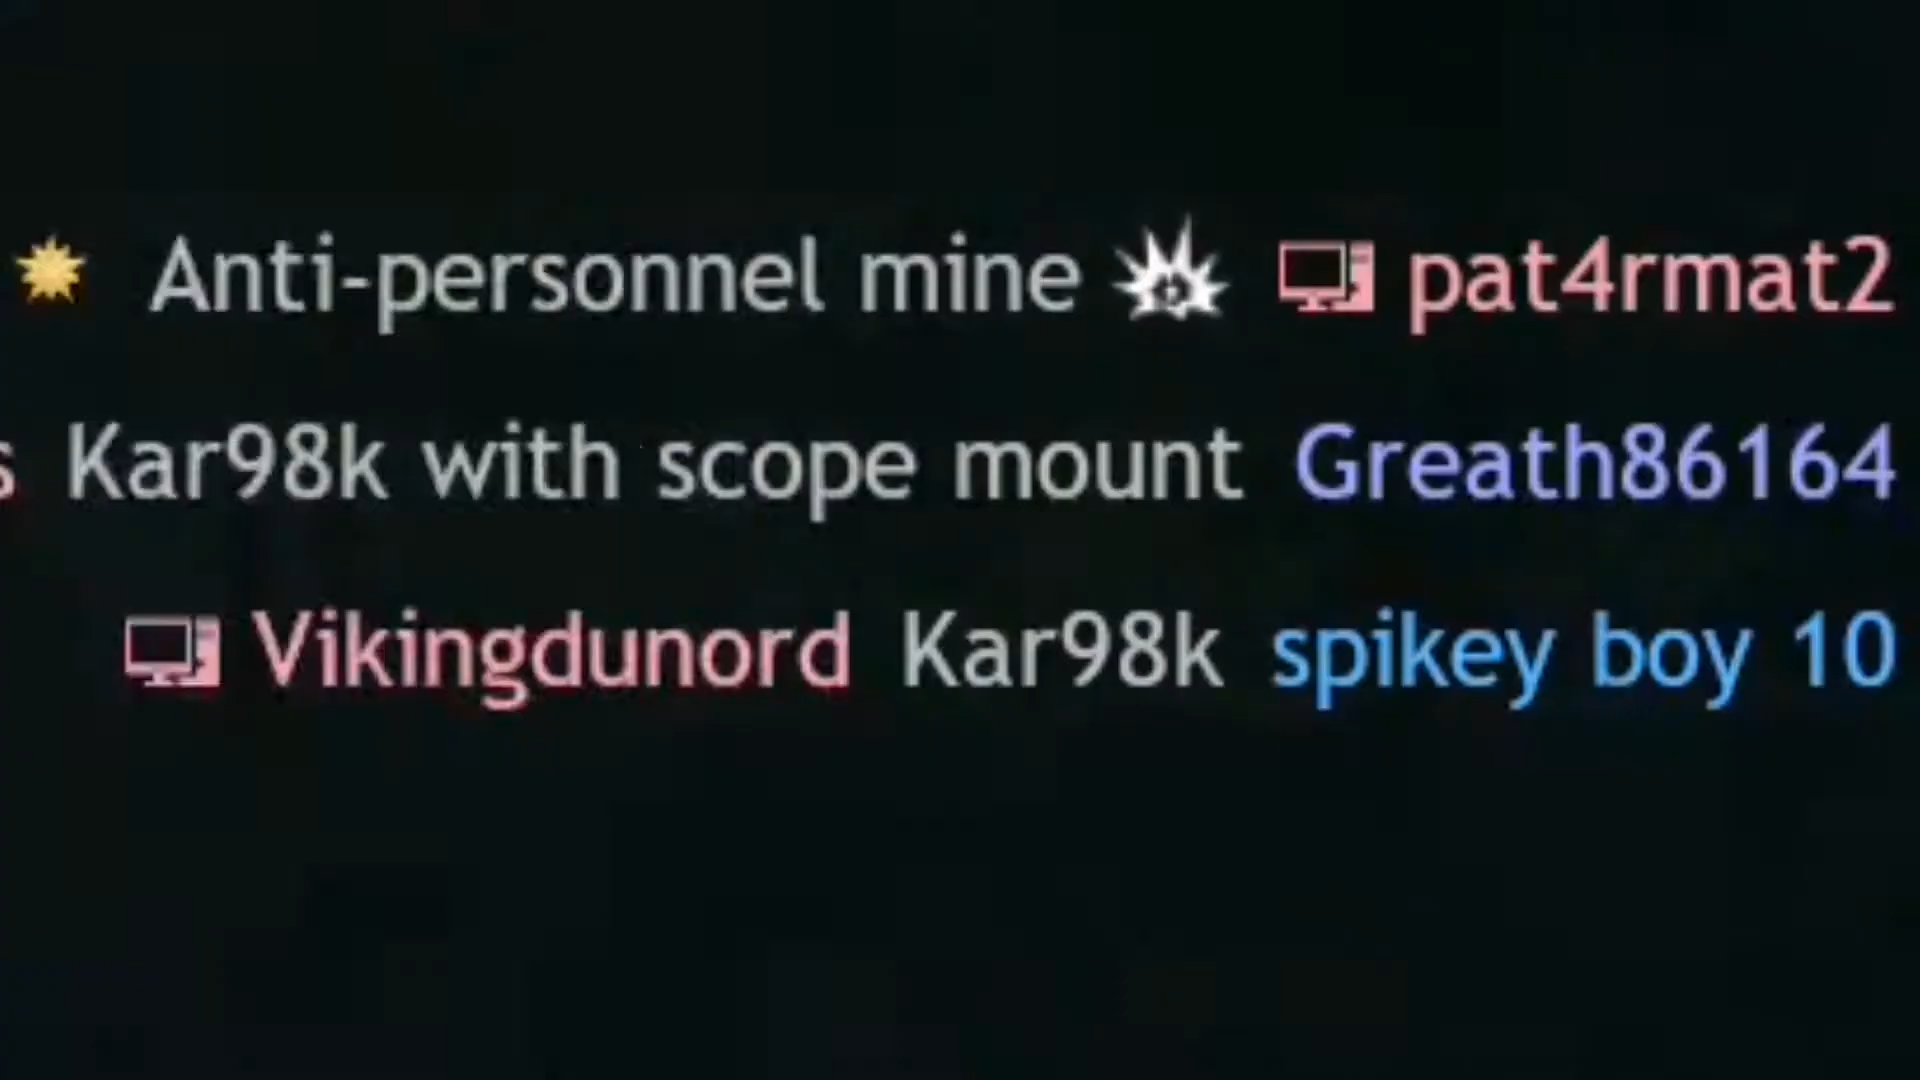 Anti-personnel mine pat4rmat2
s Kar98k with scope mount Greath86164
Vikingdunord Kar98k spikey boy 10